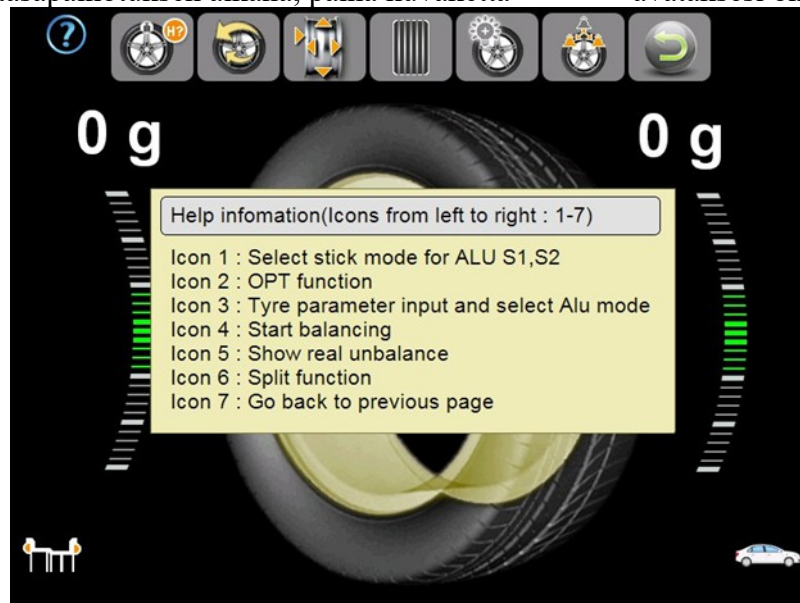 H?
?
0 g
0 g
Help infomation(Icons from left to right : 1-7)
Icon 1 : Select stick mode for ALU S1,S2
Icon 2 : OPT function
Icon 3 : Tyre parameter input and select Alu mode
Icon 4 : Start balancing
Icon 5 : Show real unbalance
Icon 6 : Split function
Icon 7 : Go back to previous page